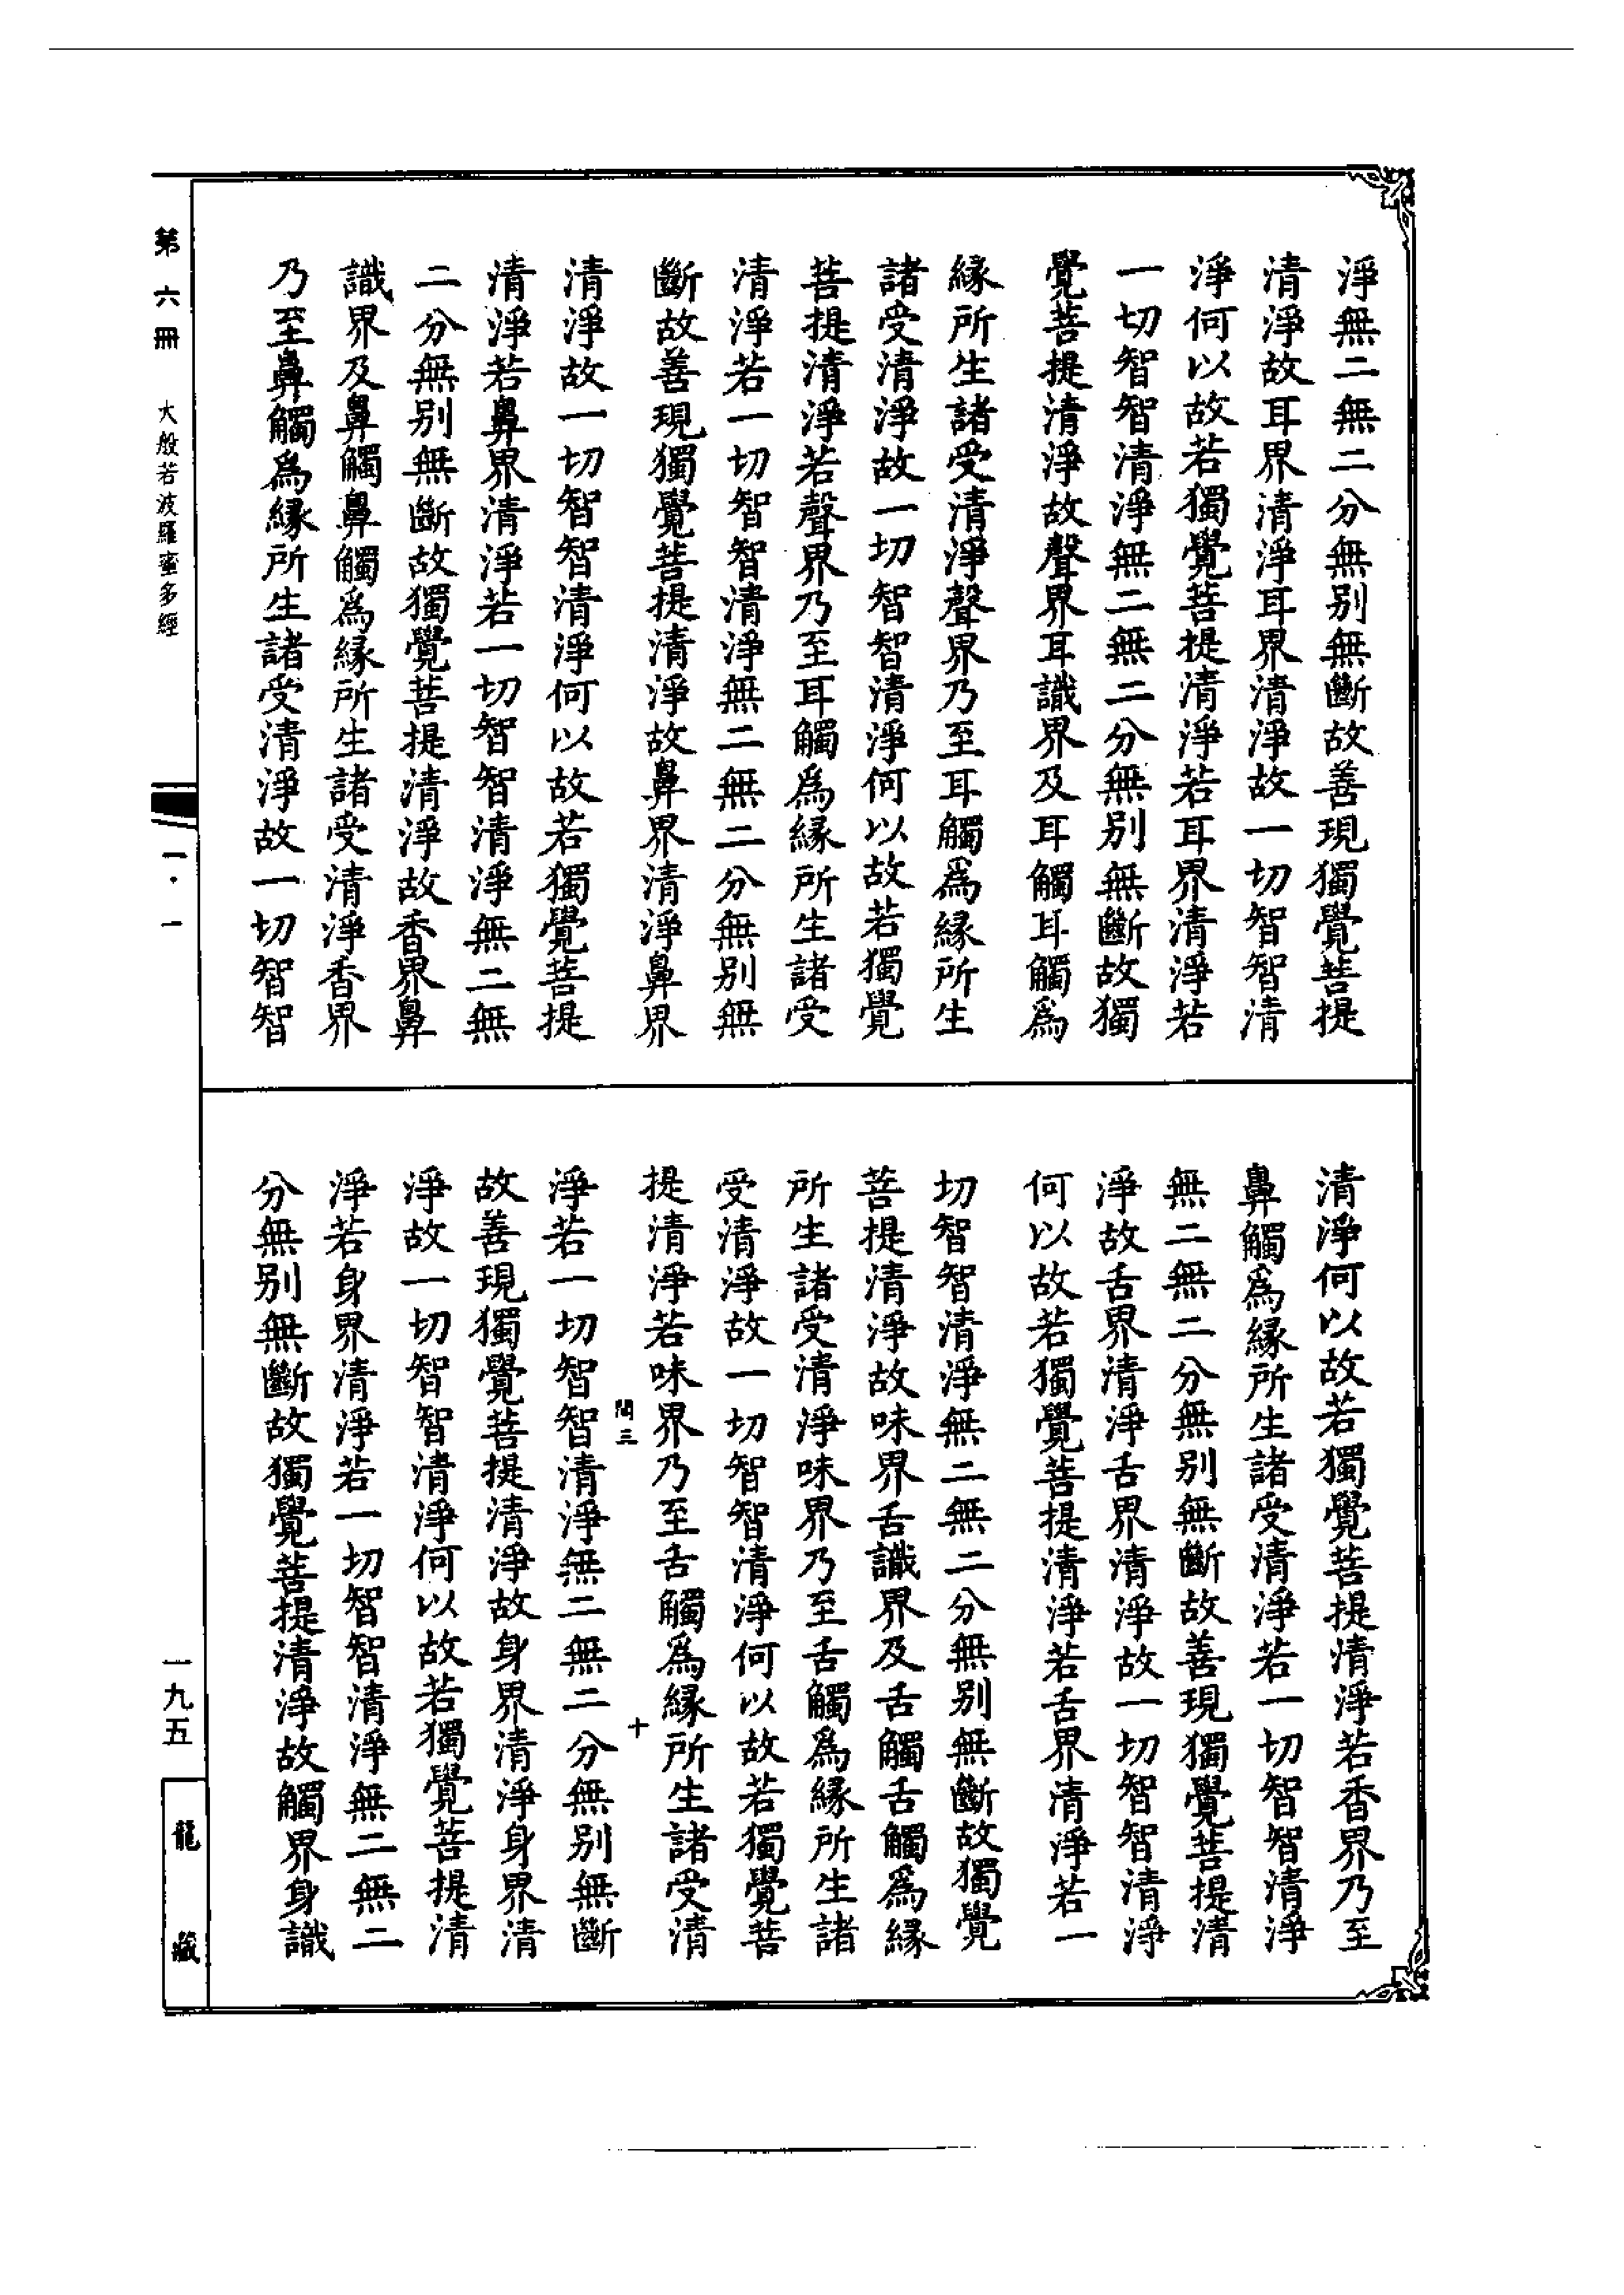 淨無二無二分無别無斷故善現獨覺菩提
清淨故耳界清淨耳界清淨故一切智智清
淨何以故若獨覺菩提清淨若耳界清淨若
一切智智清淨無二無二分無别無斷故獨
覺菩提清淨故聲界耳識界及耳觸耳觸爲
緣所生諸受清淨聲界乃至耳觸爲緣所生
諸受清淨故一切智智清淨何以故若獨覺
菩提清淨若聲界乃至耳觸爲緣所生諸受
清淨若一切智智清淨無二無二分無别無
斷故善現獨覺菩提清淨故鼻界清淨鼻界
清淨故一切智智清淨何以故若獨覺菩提
清淨若鼻界清淨若一切智智清淨無二無
二分無别無斷故獨覺菩提清淨故香界鼻
識界及鼻觸鼻觸爲緣所生諸受清淨香界
乃至鼻觸爲緣所生諸受清淨故一切智智
清淨何以故若獨覺菩提清淨若香界乃至
鼻觸爲緣所生諸受清淨若一切智智清淨
無二無二分無别無斷故善現獨覺菩提清
淨故舌界清淨舌界清淨故一切智智清淨
何以故若獨覺菩提清淨若舌界清淨若一
切智智清淨無二無二分無别無斷故獨覺
菩提清淨故味界舌識界及舌觸舌觸爲緣
所生諸受清淨味界乃至舌觸爲緣所生諸
受清淨故一切智智清淨何以故若獨覺菩
提清淨若味界乃至舌觸爲緣所生諸受清
三 十
淨若一切智智清淨無二無二分無别無斷
故善現獨覺菩提清淨故身界清淨身界清
淨故一切智智清淨何以故若獨覺菩提清
淨若身界清淨若一切智智清淨無二無二
分無别無斷故獨覺菩提清淨故觸界身識
第六冊 大般若波羅蜜多經 一·一 一九五 龍藏